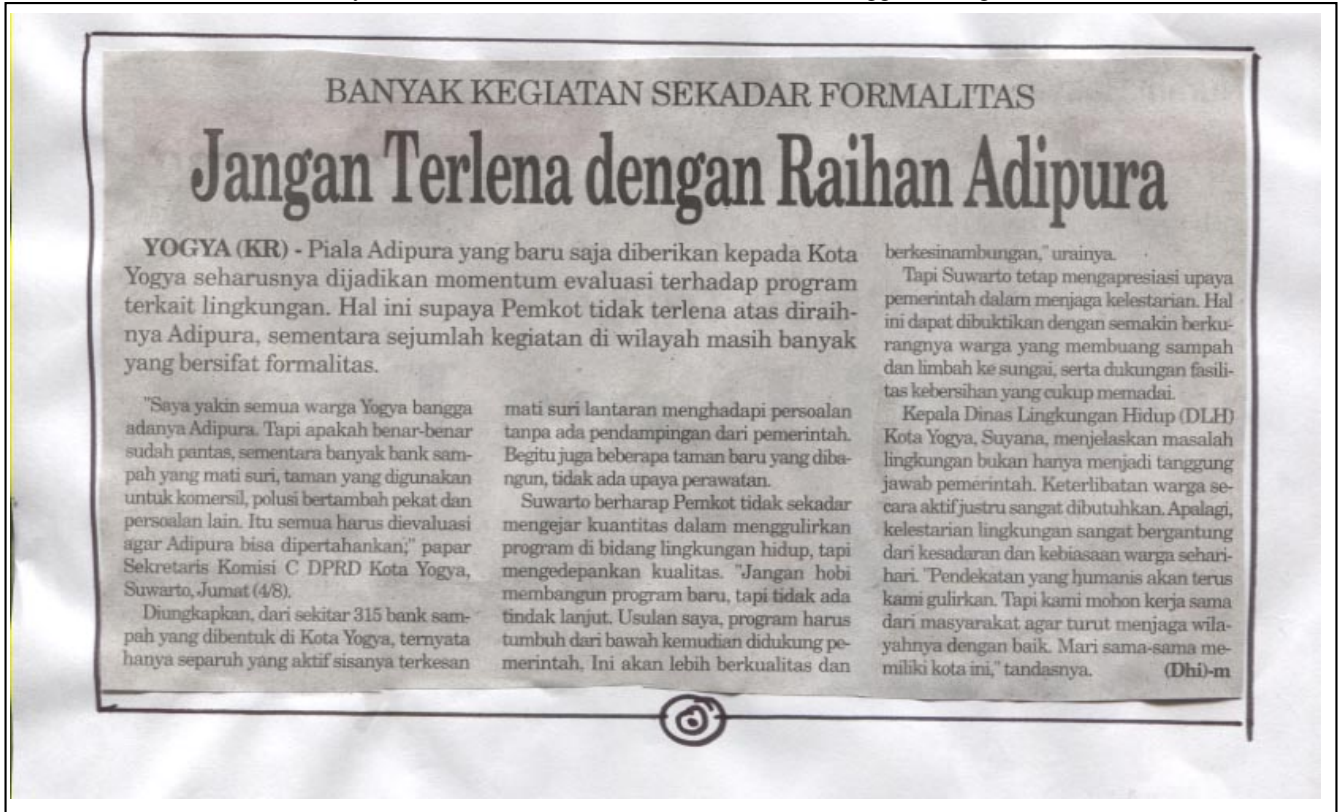 BANYAK KEGIATAN SEKADAR FORMALITAS
Jangan Terlena dengan Raihan Adipura
YOGYA (KR) - Piala Adipura yang baru saja diberikan kepada Kota
Yogya seharusnya dijadikan momentum evaluasi terhadap program
terkait lingkungan. Hal ini supaya Pemkot tidak terlena atas diraih-
nya Adipura, sementara sejumlah kegiatan di wilayah masih banyak
yang bersifat formalitas.
"Saya yakin semua warga Yogya bangga
adanya Adipura. Tapi apakah benar-benar
sudah pantas, sementara banyak bank sam-
pah yang mati suri, taman yang digunakan
untuk komersil, polusi bertambah pekat dan
persoalan lain. Itu semua harus dievaluasi
agar Adipura bisa dipertahankan;" papar
Sekretaris Komisi C DPRD Kota Yogya,
Suwarto, Jumat (4/8).
Diungkapkan, dari sekitar 315 bank sam-
pah yang dibentuk di Kota Yogya, ternyata
hanya separuh yang aktif sisanya terkesan
mati suri lantaran menghadapi persoalan
tanpa ada pendampingan dari pemerintah.
Begitu juga beberapa taman baru yang diba-
ngun, tidak ada upaya perawatan.
Suwarto berharap Pemkot tidak sekadar
mengejar kuantitas dalam menggulirkan
program di bidang lingkungan hidup, tapi
mengedepankan kualitas. "Jangan hobi
membangun program baru, tapi tidak ada
tindak lanjut. Usulan saya, program harus
tumbuh dari bawah kemudian didukung pe-
merintah. Ini akan lebih berkualitas dan
berkesinambungan," urainya.
Tapi Suwarto tetap mengapresiasi upaya
pemerintah dalam menjaga kelestarian. Hal
ini dapat dibuktikan dengan semakin berku-
rangnya warga yang membuang sampah
dan limbah ke sungai, serta dukungan fasili-
tas kebersihan yang cukup memadai.
Kepala Dinas Lingkungan Hidup (DLH)
Kota Yogya, Suyana, menjelaskan masalah
lingkungan bukan hanya menjadi tanggung
jawab pemerintah. Keterlibatan warga se-
cara aktif justru sangat dibutuhkan. Apalagi,
kelestarian lingkungan sangat bergantung
dari kesadaran dan kebiasaan warga sehari-
hari. "Pendekatan yang humanis akan terus
kami gulirkan. Tapi kami mohon kerja sama
dari masyarakat agar turut menjaga wila-
yahnya dengan baik. Mari sama-sama me-
miliki kota ini," tandasnya. (Dhi)-m